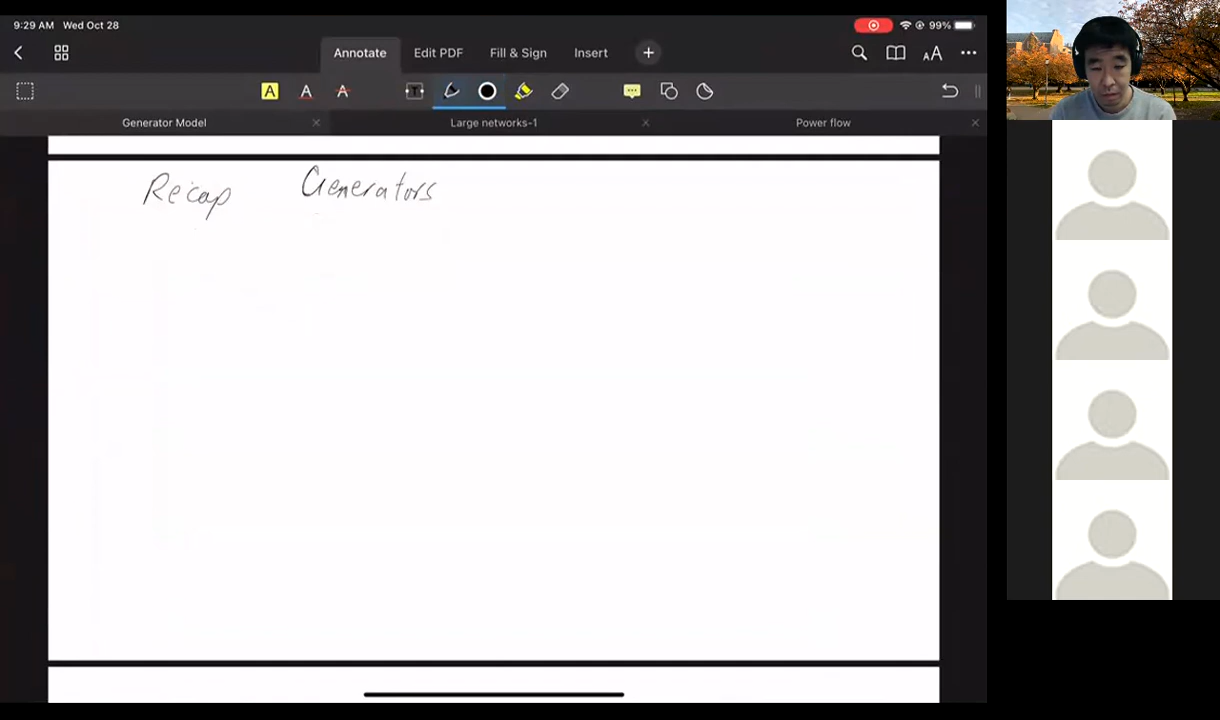 9:29 AM Wed Oct 28
99%
Annotate Edit PDF Fill & Sign Insert +
Generator Model Large networks-1 Power flow
Recap Generators